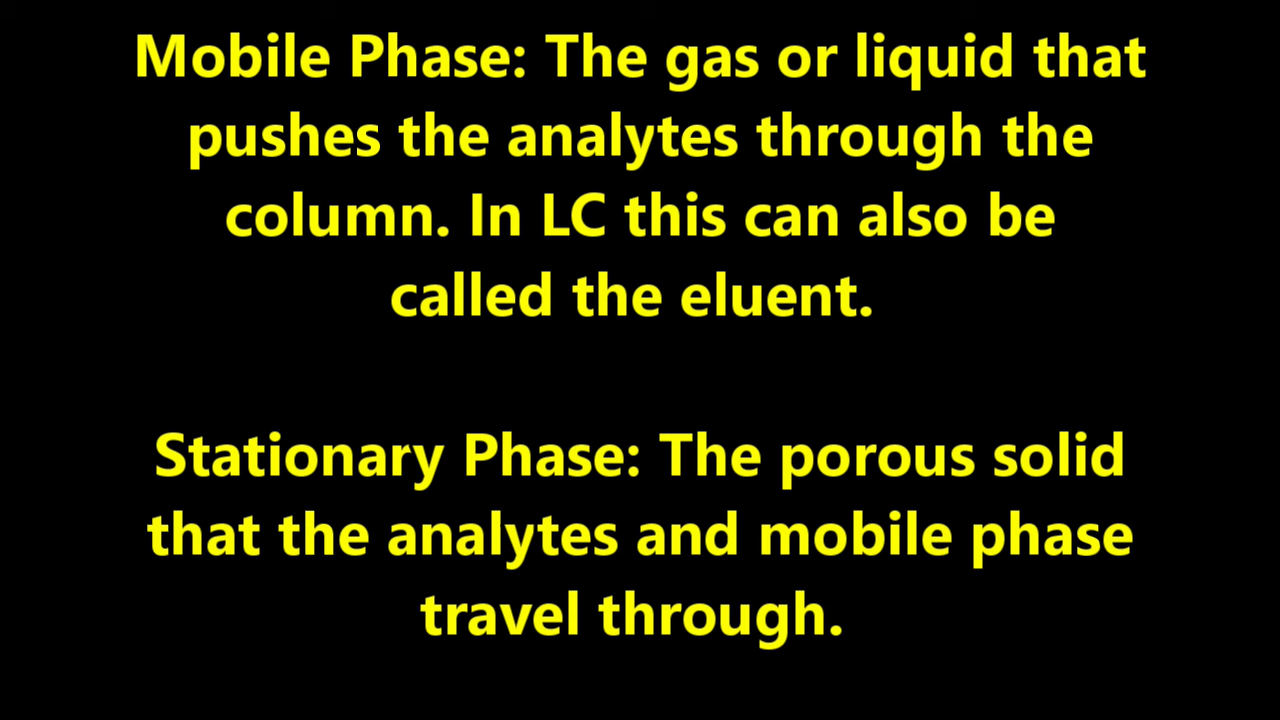 Mobile Phase: The gas or liquid that
pushes the analytes through the
column. In LC this can also be
called the eluent.
Stationary Phase: The porous solid
that the analytes and mobile phase
travel through.